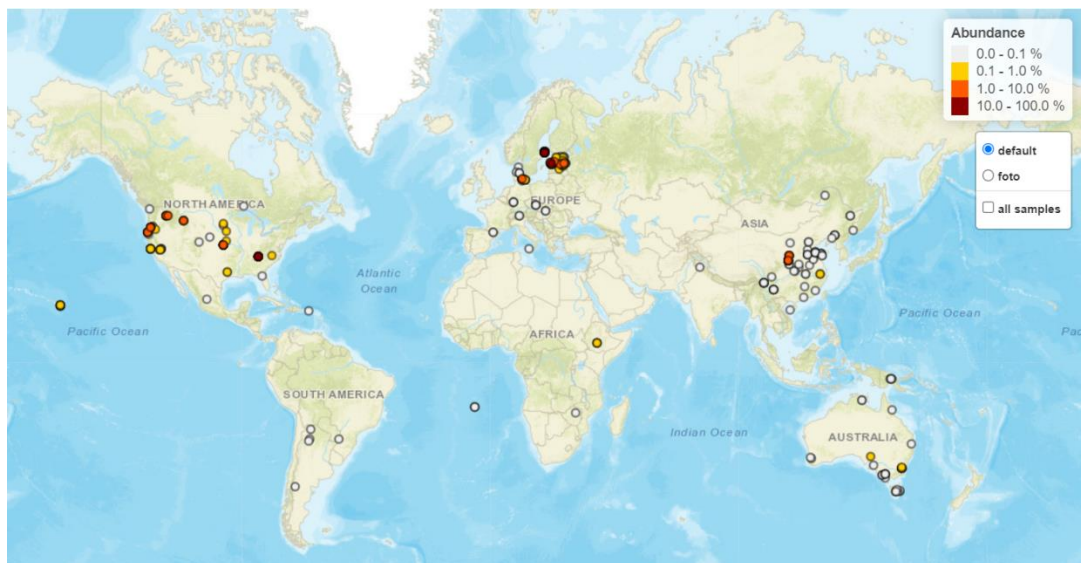 Abundance
0.0 - 0.1 %
0.1 - 1.0 %
1.0 - 10.0 %
10.0 - 100.0 %
default
foto
all samples
NORTH AMERICA
EUROPE
ASIA
Atlantic
Ocean
Pacific Ocean
AFRICA
Pacific Ocean
Pac
SOUTH AMERICA
Indian Ocean
AUSTRALIA